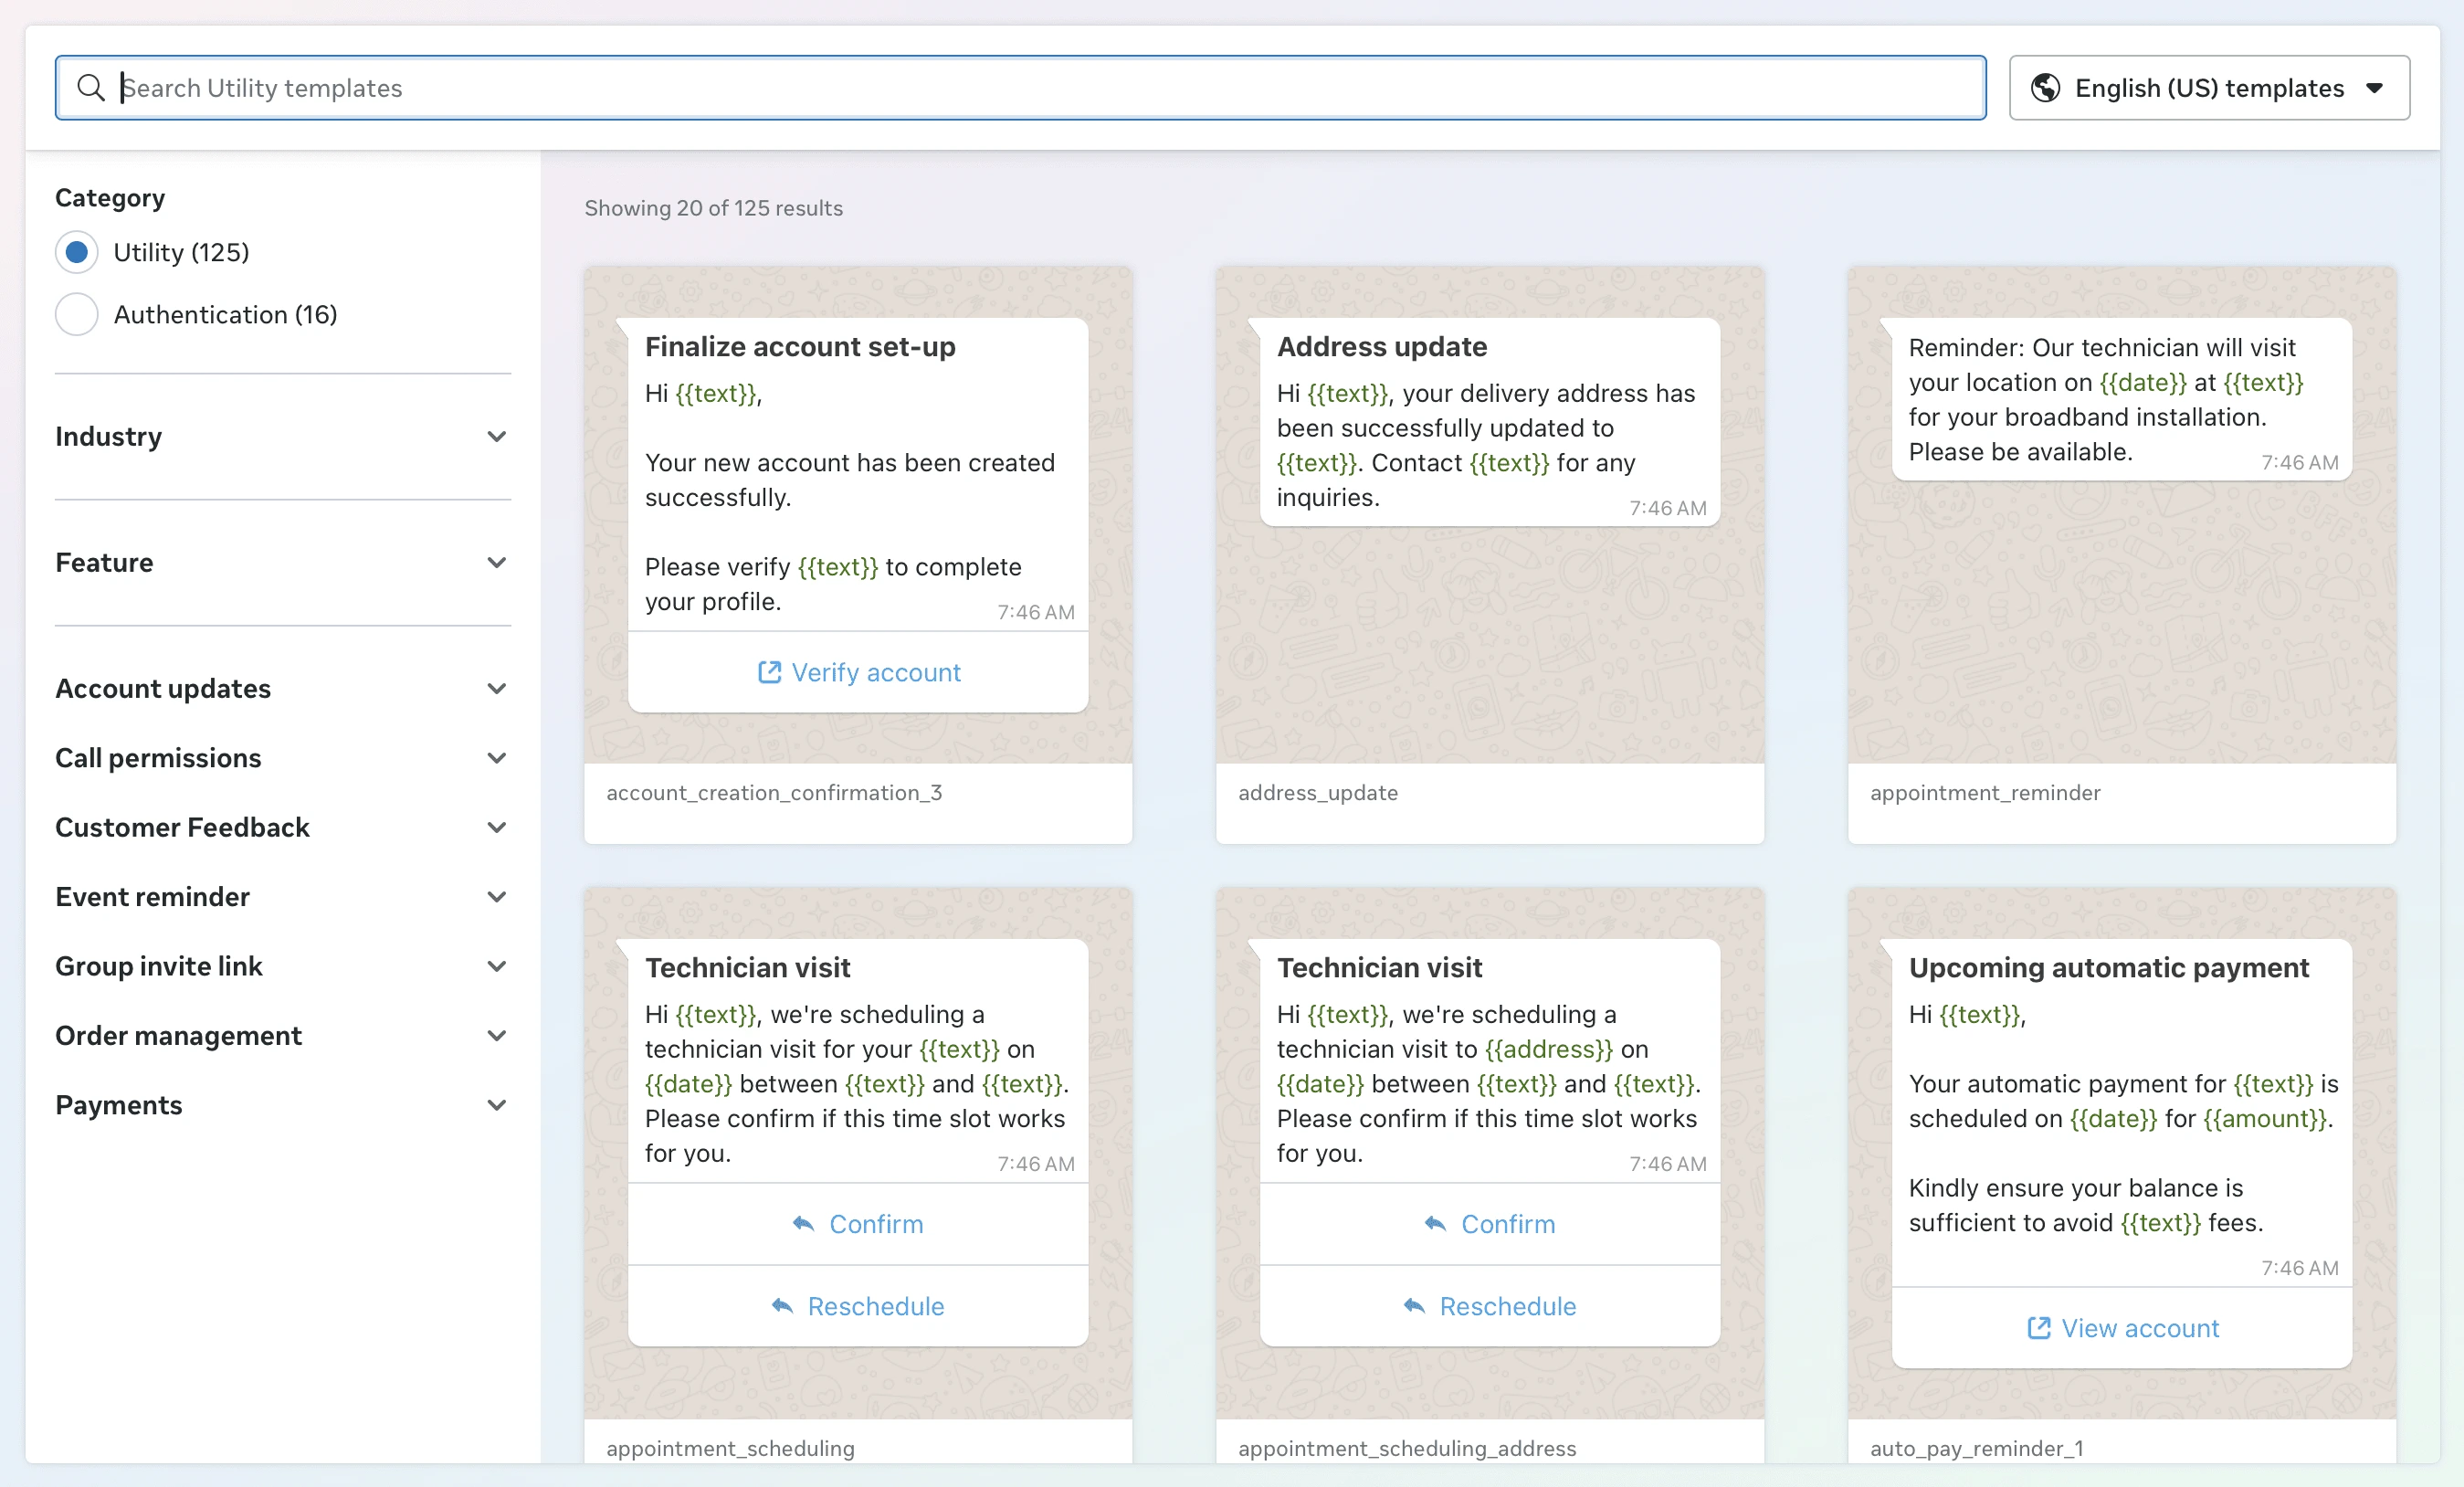 Search Utility templates
English (US) templates
Category
Utility (125)
Authentication (16)
Industry
Feature
Account updates
Call permissions
Customer Feedback
Event reminder
Group invite link
Order management
Payments
Showing 20 of 125 results
Finalize account set-up
Hi {{text}},
Your new account has been created
successfully.
Please verify {{text}} to complete
your profile.
7:46 AM
Verify account
account_creation_confirmation_3
Address update
Hi {{text}}, your delivery address has
been successfully updated to
{{text}}. Contact {{text}} for any
inquiries.
7:46 AM
address_update
Reminder: Our technician will visit
your location on {{date}} at {{text}}
for your broadband installation.
Please be available.
7:46 AM
appointment_reminder
Technician visit
Hi {{text}}, we're scheduling a
technician visit for your {{text}} on
{{date}} between {{text}} and {{text}}.
Please confirm if this time slot works
for you.
7:46 AM
Confirm
Reschedule
appointment_scheduling
Technician visit
Hi {{text}}, we're scheduling a
technician visit to {{address}} on
{{date}} between {{text}} and {{text}}.
Please confirm if this time slot works
for you.
7:46 AM
Confirm
Reschedule
appointment_scheduling_address
Upcoming automatic payment
Hi {{text}},
Your automatic payment for {{text}} is
scheduled on {{date}} for {{amount}}.
Kindly ensure your balance is
sufficient to avoid {{text}} fees.
7:46 AM
View account
auto_pay_reminder_1